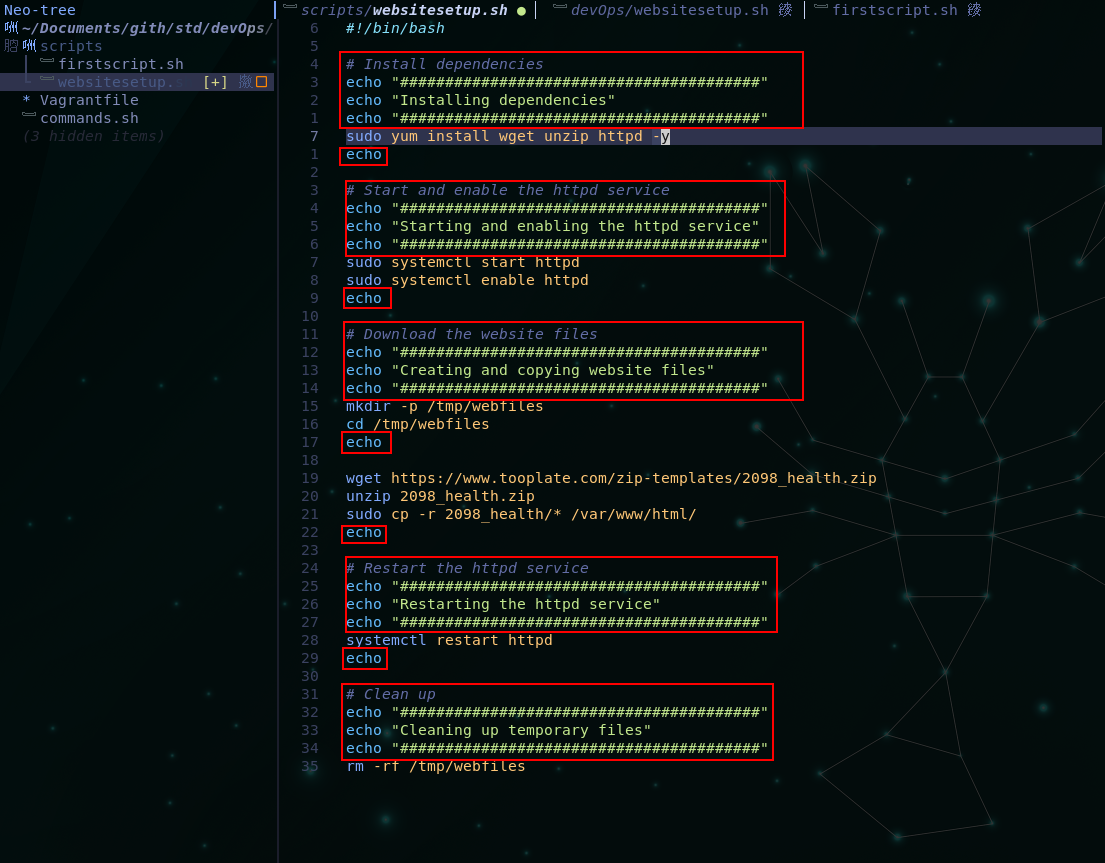 Neo-tree
~/Documents/gith/std/devOps/
scripts
firstscript.sh
websitesetup.s [+]
* Vagrantfile
commands.sh
(3 hidden items)
scripts/websitesetup.sh ● devOps/websitesetup.sh firstscript.sh
6 #!/bin/bash
5
4 # Install dependencies
3 echo "########################################"
2 echo "Installing dependencies"
1 echo "########################################"
7 sudo yum install wget unzip httpd -y
1 echo
2
3 # Start and enable the httpd service
4 echo "########################################"
5 echo "Starting and enabling the httpd service"
6 echo "########################################"
7 sudo systemctl start httpd
8 sudo systemctl enable httpd
9 echo
10
11 # Download the website files
12 echo "########################################"
13 echo "Creating and copying website files"
14 echo "########################################"
15 mkdir -p /tmp/webfiles
16 cd /tmp/webfiles
17 echo
18
19 wget https://www.tooplate.com/zip-templates/2098_health.zip
20 unzip 2098_health.zip
21 sudo cp -r 2098_health/* /var/www/html/
22 echo
23
24 # Restart the httpd service
25 echo "########################################"
26 echo "Restarting the httpd service"
27 echo "########################################"
28 systemctl restart httpd
29 echo
30
31 # Clean up
32 echo "########################################"
33 echo "Cleaning up temporary files"
34 echo "########################################"
35 rm -rf /tmp/webfiles